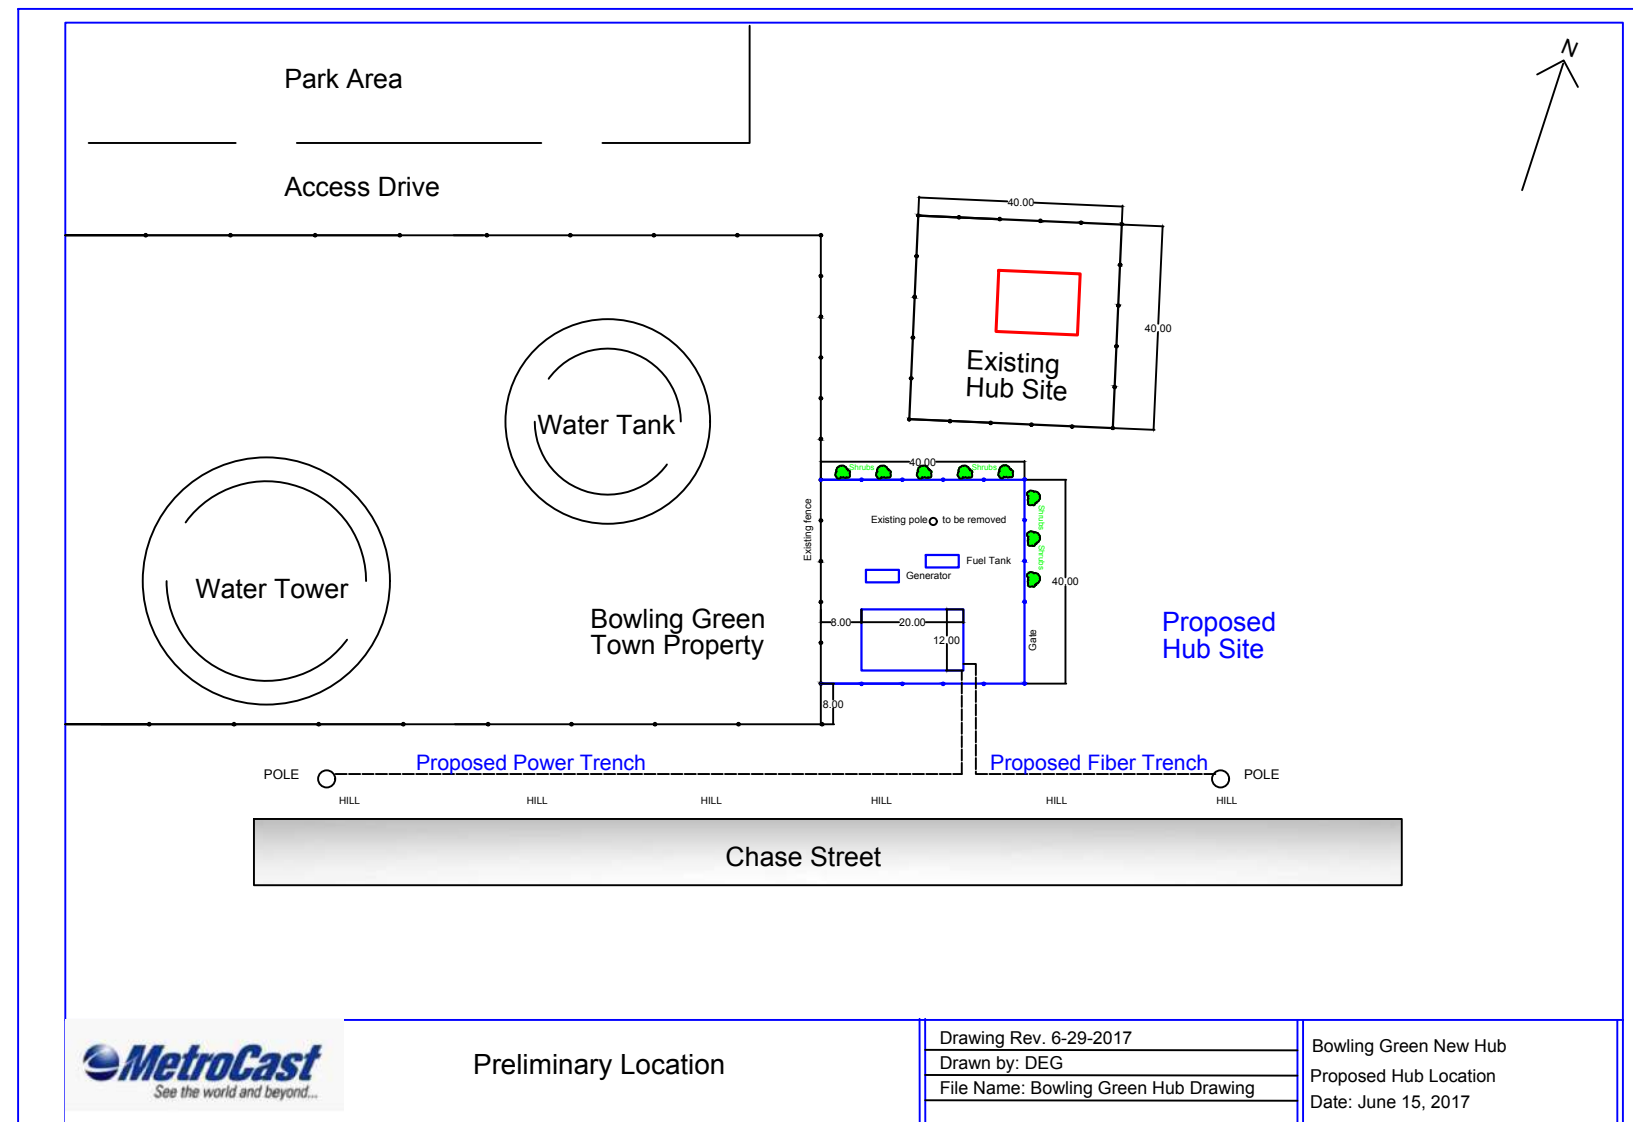 N
Park Area
Access Drive
40.00
40.00
Existing
Hub Site
Water Tank
Water Tower
Shrubs
40.00
Shrubs
Existing fence
Existing pole to be removed
Shrubs
Shrubs
Fuel Tank
Generator
40.00
Bowling Green
Town Property
8.00
20.00
12.00
Gate
Proposed
Hub Site
8.00
Proposed Power Trench
Proposed Fiber Trench
POLE
POLE
HILL HILL HILL HILL HILL HILL
Chase Street
MetroCast
See the world and beyond...
Preliminary Location
Drawing Rev. 6-29-2017
Drawn by: DEG
File Name: Bowling Green Hub Drawing
Bowling Green New Hub
Proposed Hub Location
Date: June 15, 2017